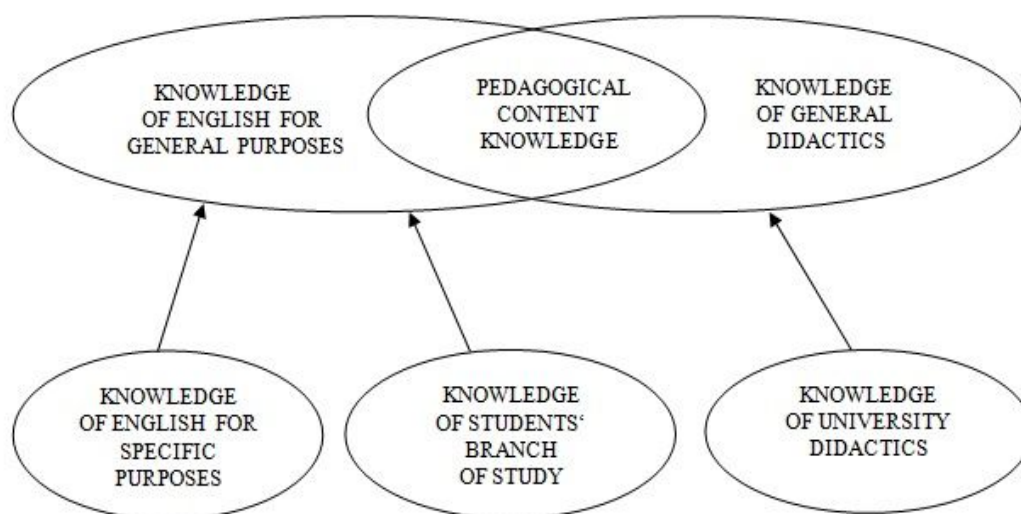 KNOWLEDGE
OF ENGLISH FOR
GENERAL PURPOSES
PEDAGOGICAL
CONTENT
KNOWLEDGE
KNOWLEDGE
OF GENERAL
DIDACTICS
KNOWLEDGE
OF ENGLISH FOR
SPECIFIC
PURPOSES
KNOWLEDGE
OF STUDENTS‘
BRANCH
OF STUDY
KNOWLEDGE
OF UNIVERSITY
DIDACTICS